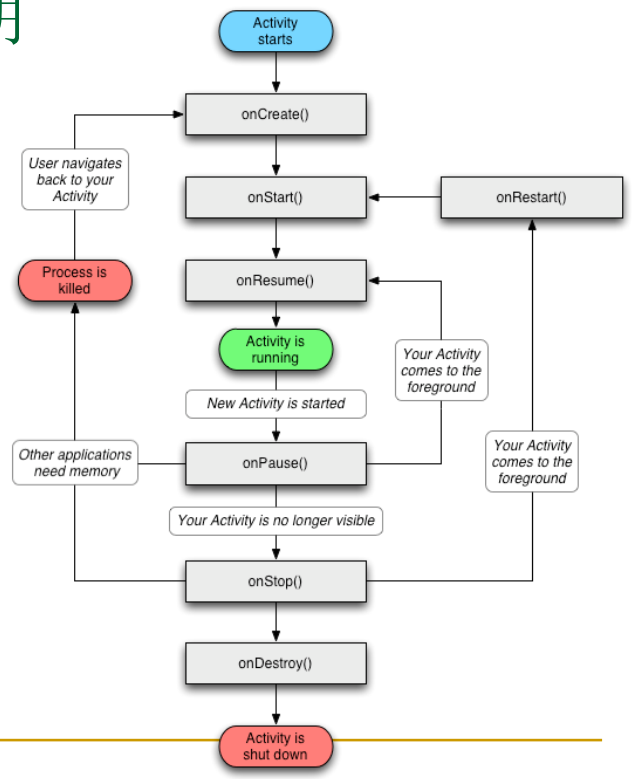 Activity
starts
onCreate()
User navigates
back to your
Activity
onStart()
onRestart()
Process is
killed
onResume()
Activity is
running
Your Activity
comes to the
foreground
New Activity is started
Other applications
need memory
onPause()
Your Activity
comes to the
foreground
Your Activity is no longer visible
onStop()
onDestroy()
Activity is
shut down